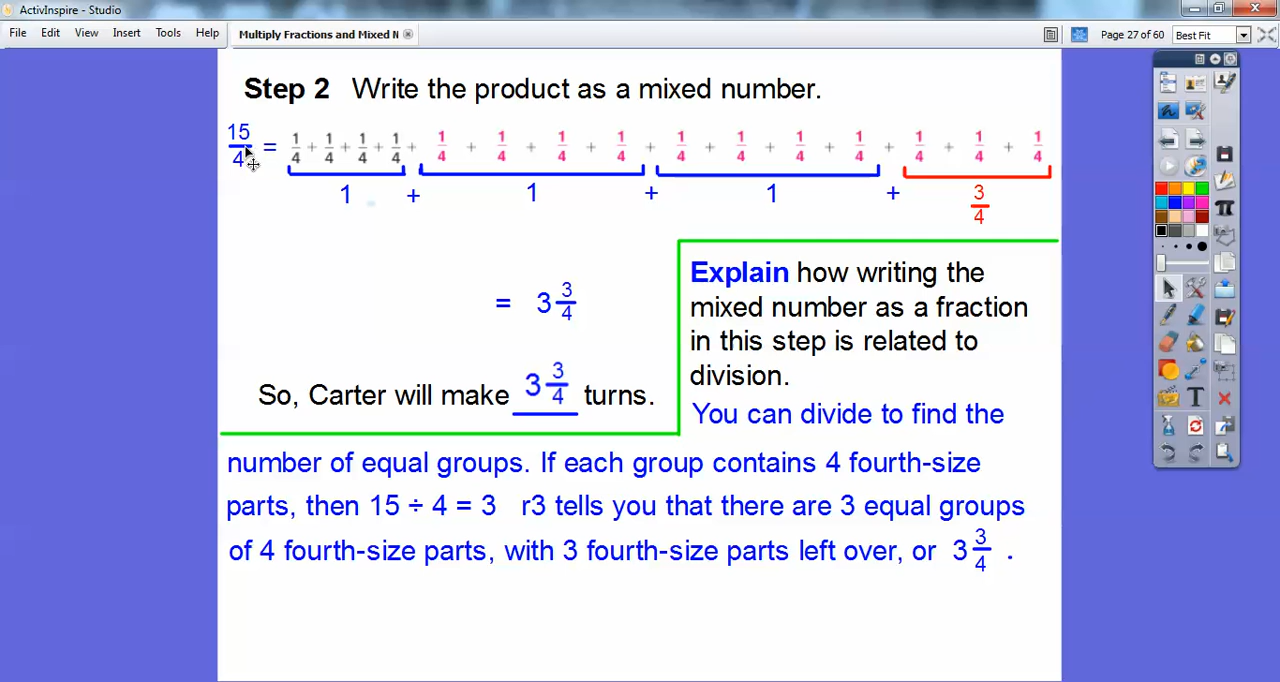 ActivInspire - Studio
File Edit View Insert Tools Help Multiply Fractions and Mixed N Page 27 of 60 Best Fit
Step 2 Write the product as a mixed number.
15/4 = 1/4 + 1/4 + 1/4 + 1/4 + 1/4 + 1/4 + 1/4 + 1/4 + 1/4 + 1/4 + 1/4 + 1/4 + 1/4 + 1/4 + 1/4
1 + 1 + 1 + 3/4
= 3 3/4
So, Carter will make 3 3/4 turns.
Explain how writing the
mixed number as a fraction
in this step is related to
division.
You can divide to find the
number of equal groups. If each group contains 4 fourth-size
parts, then 15 ÷ 4 = 3 r3 tells you that there are 3 equal groups
of 4 fourth-size parts, with 3 fourth-size parts left over, or 3 3/4 .